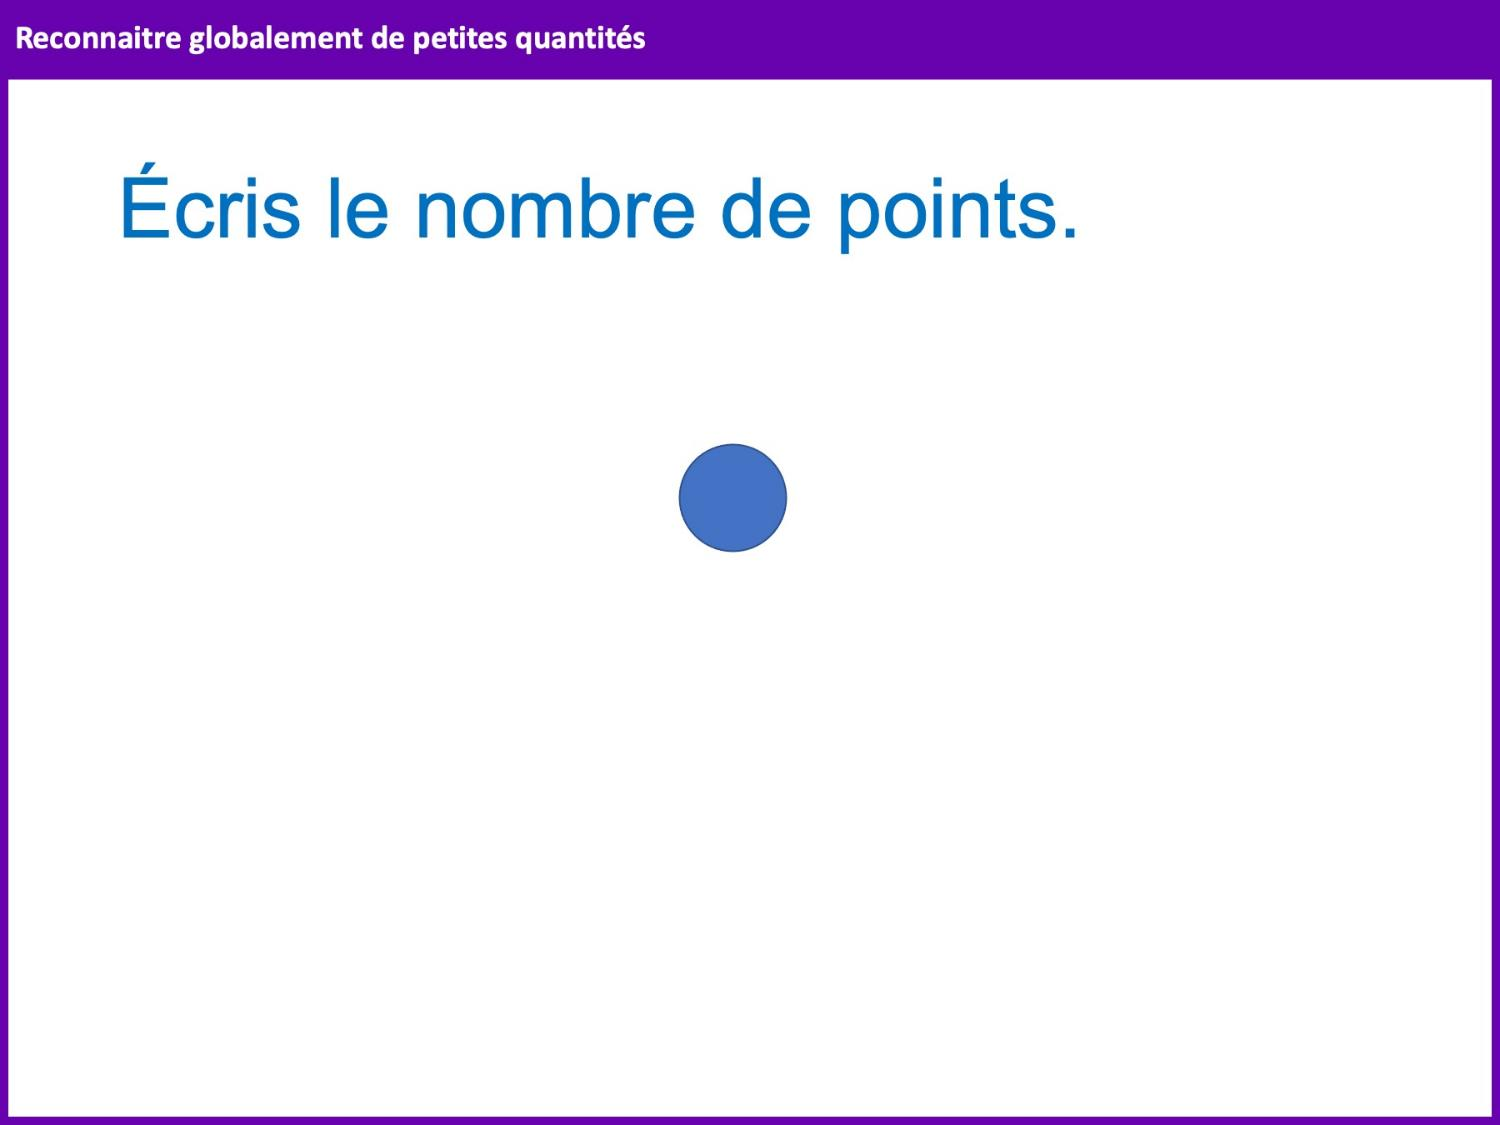 Reconnaitre globalement de petites quantités
Écris le nombre de points.